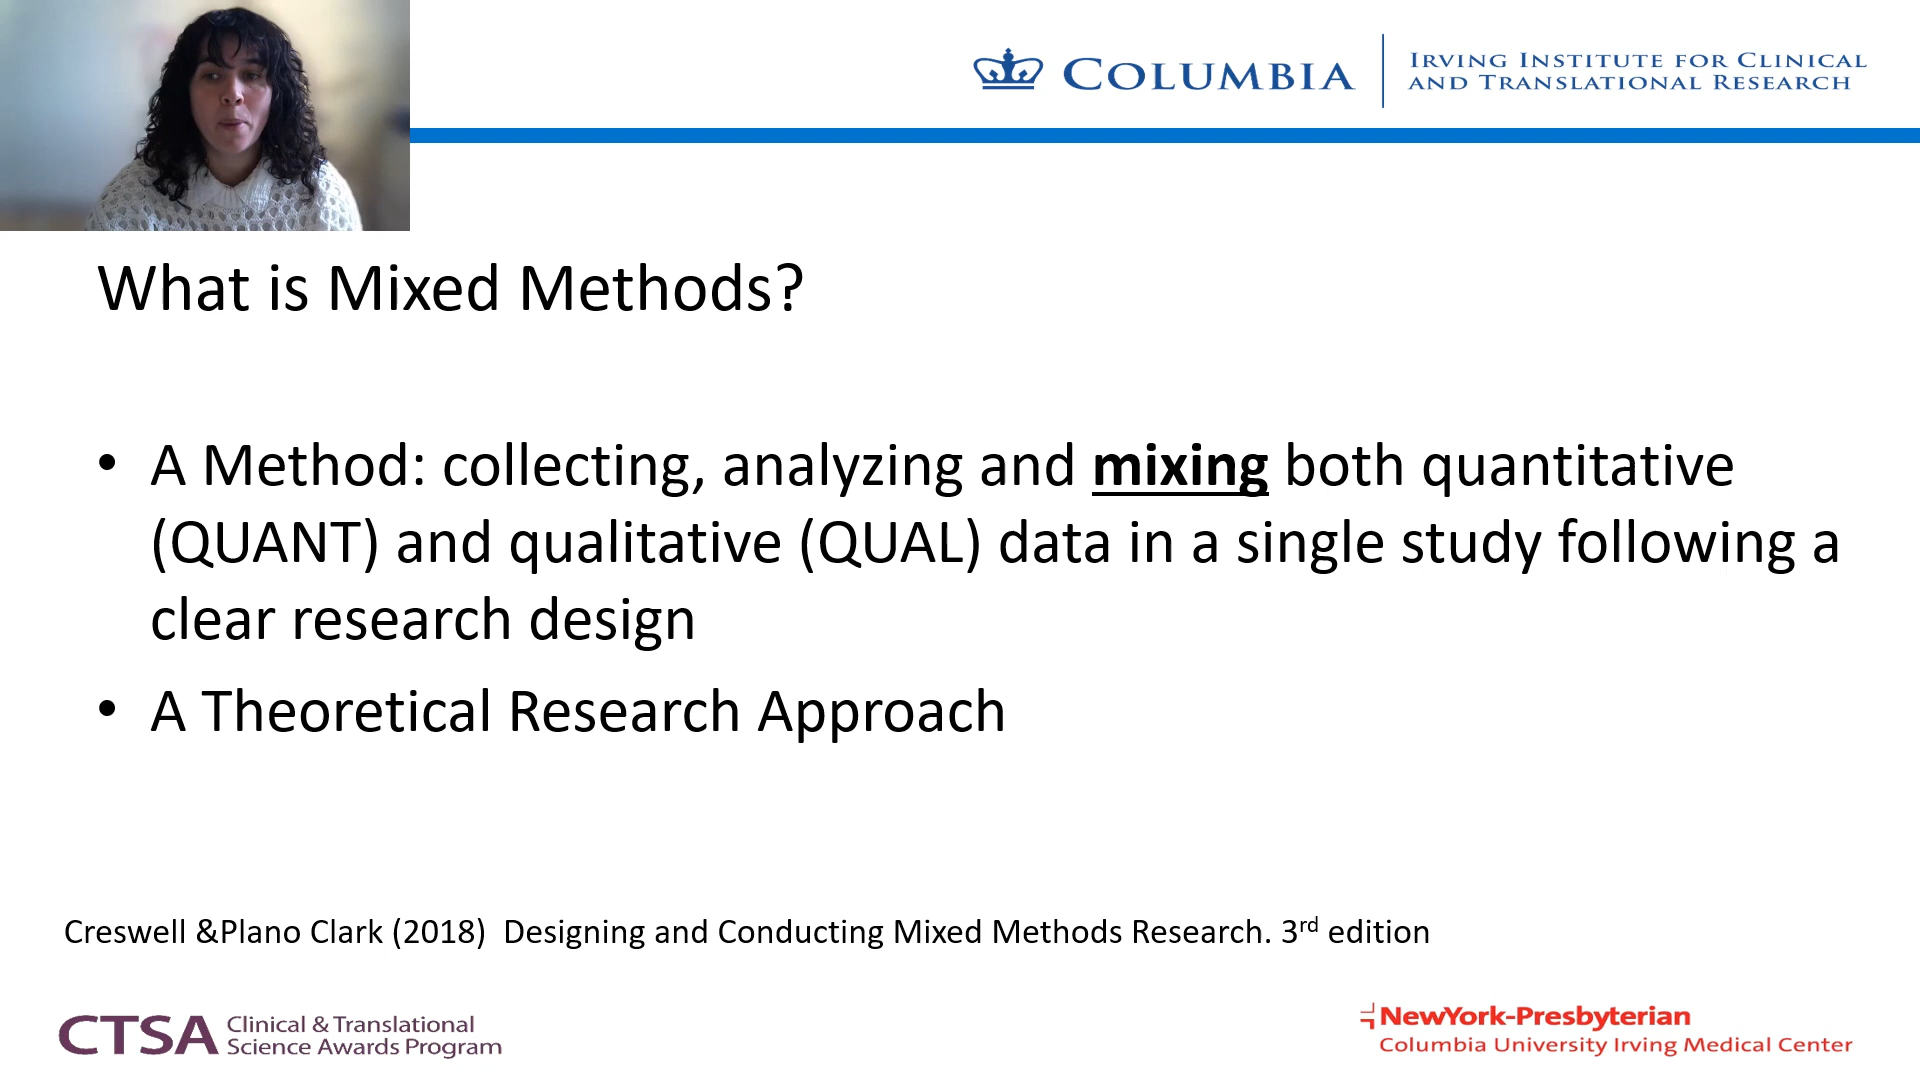 COLUMBIA
IRVING INSTITUTE FOR CLINICAL
AND TRANSLATIONAL RESEARCH
What is Mixed Methods?
• A Method: collecting, analyzing and mixing both quantitative
(QUANT) and qualitative (QUAL) data in a single study following a
clear research design
• A Theoretical Research Approach
Creswell &Plano Clark (2018)  Designing and Conducting Mixed Methods Research. 3rd edition
CTSA
Clinical & Translational
Science Awards Program
NewYork-Presbyterian
Columbia University Irving Medical Center